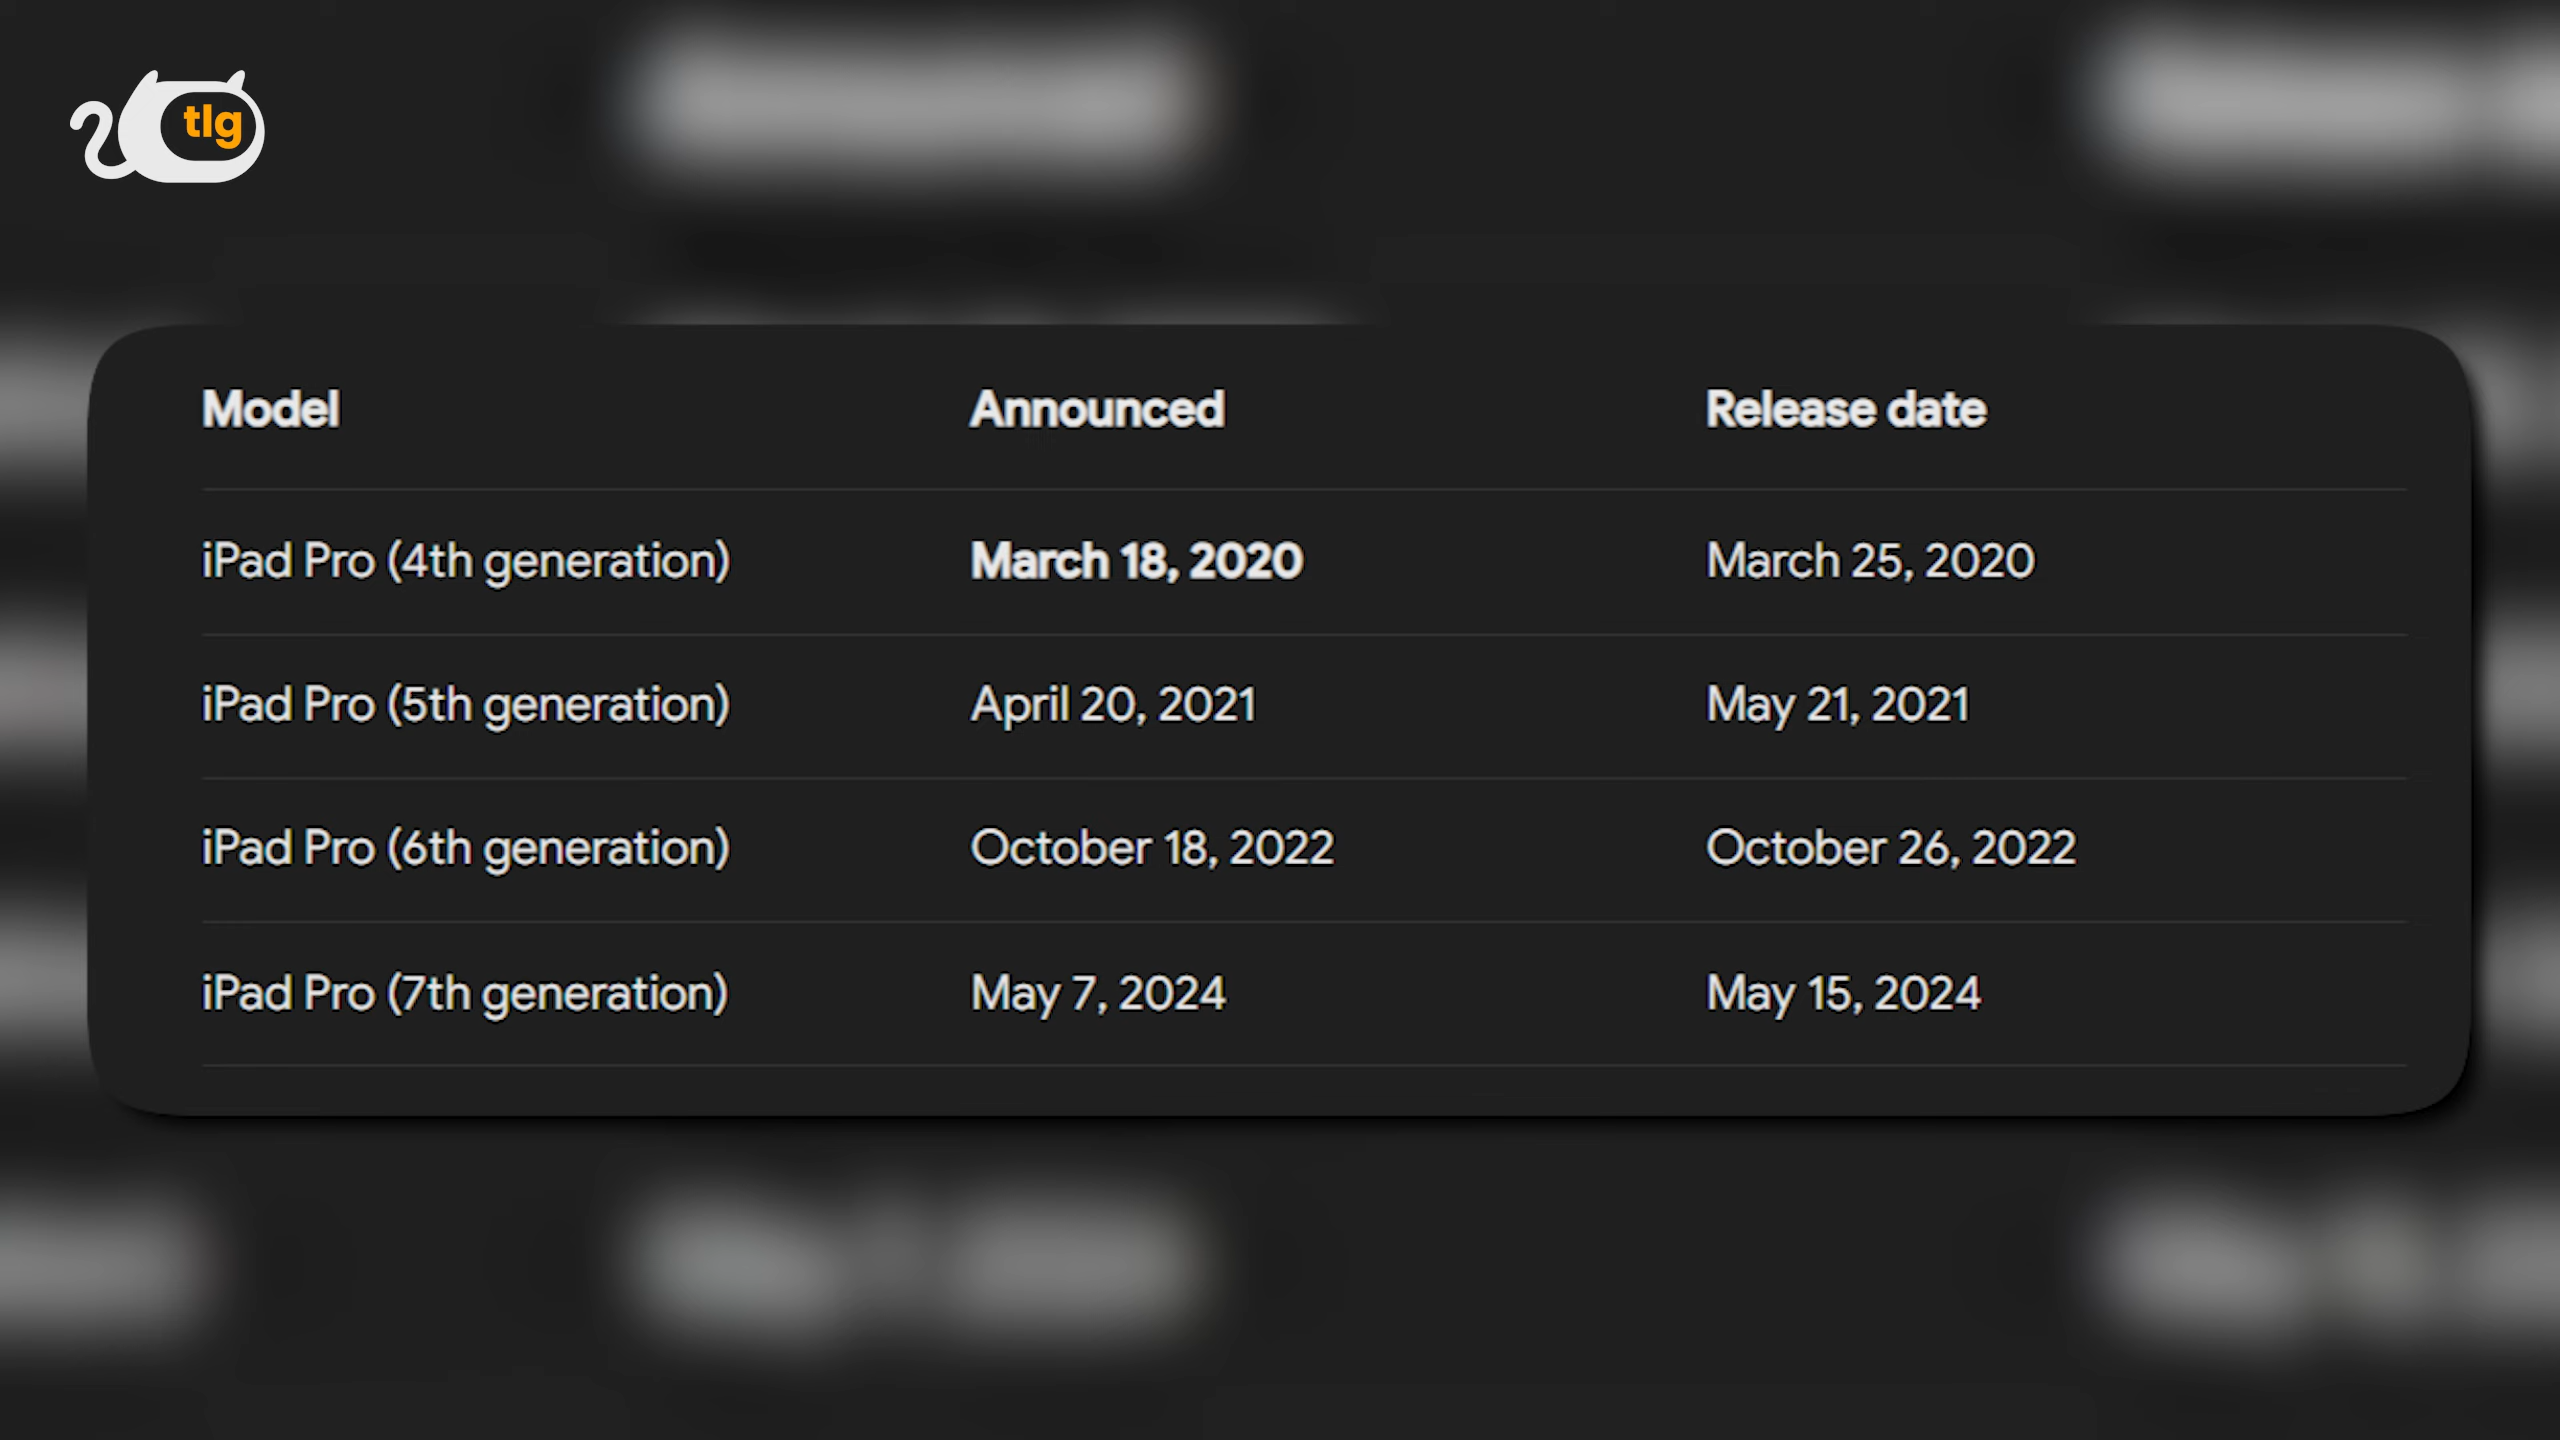 tlg
Model Announced Release date
iPad Pro (4th generation) March 18, 2020 March 25, 2020
iPad Pro (5th generation) April 20, 2021 May 21, 2021
iPad Pro (6th generation) October 18, 2022 October 26, 2022
iPad Pro (7th generation) May 7, 2024 May 15, 2024